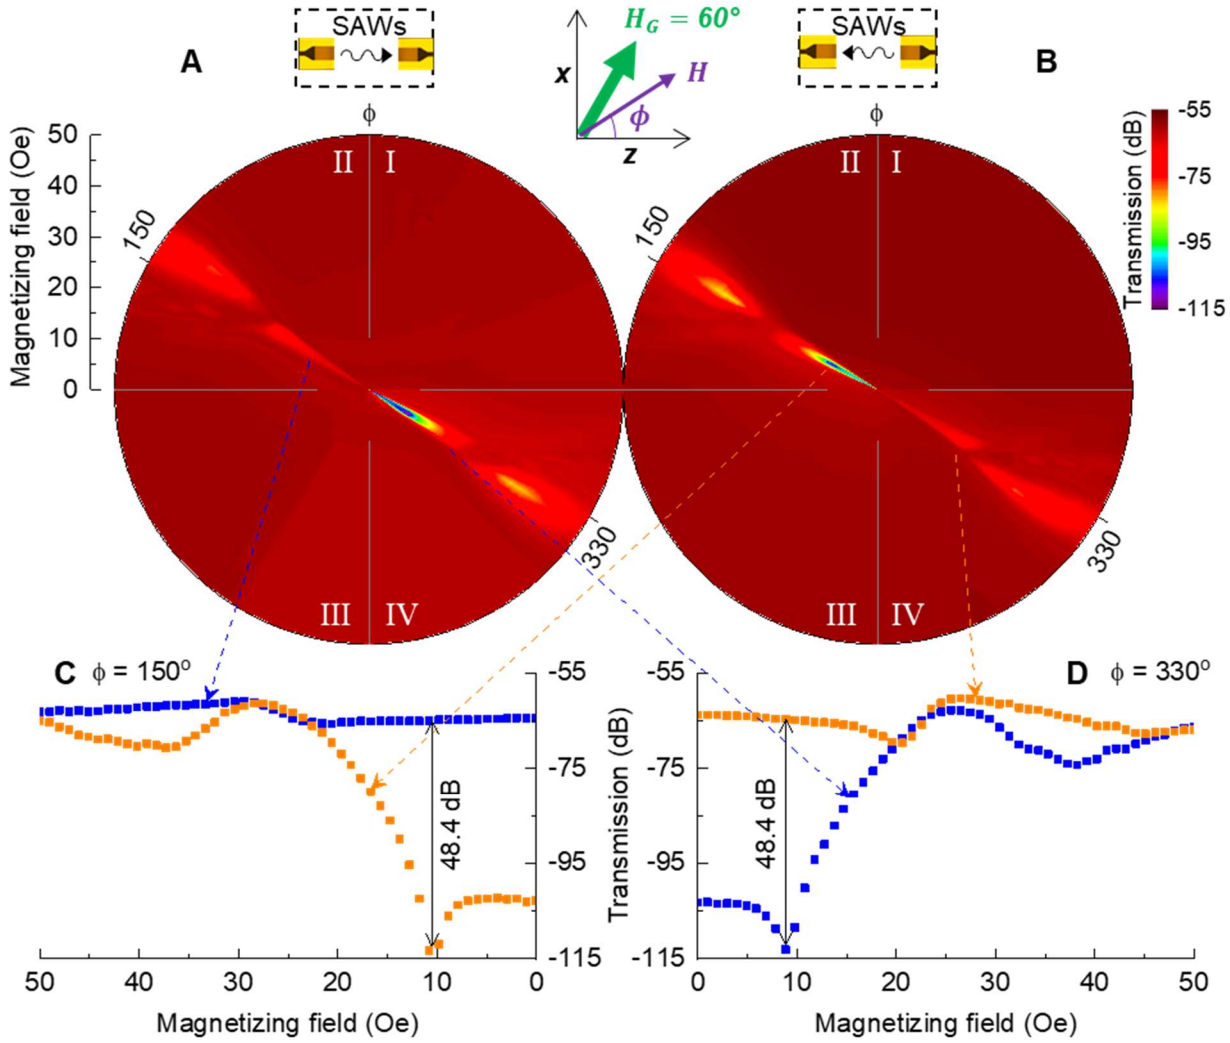 A
SAWs
H_G = 60°
H
ϕ
x
z
SAWs
B
ϕ
ϕ
Magnetizing field (Oe)
50
40
30
20
10
0
II I
III IV
150
330
II I
III IV
150
330
Transmission (dB)
-55
-75
-95
-115
C ϕ = 150°
-55
-75
-95
-115
48.4 dB
50 40 30 20 10 0
Magnetizing field (Oe)
Transmission (dB)
D ϕ = 330°
-55
-75
-95
-115
48.4 dB
0 10 20 30 40 50
Magnetizing field (Oe)